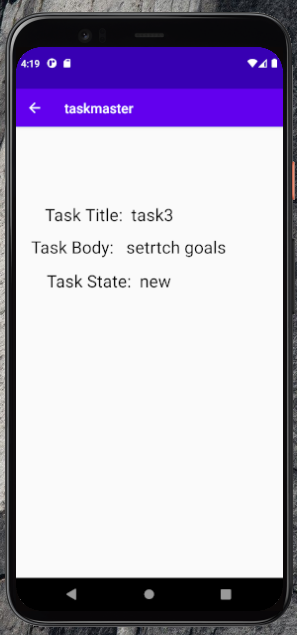 4:19
taskmaster
Task Title: task3
Task Body: setrtch goals
Task State: new